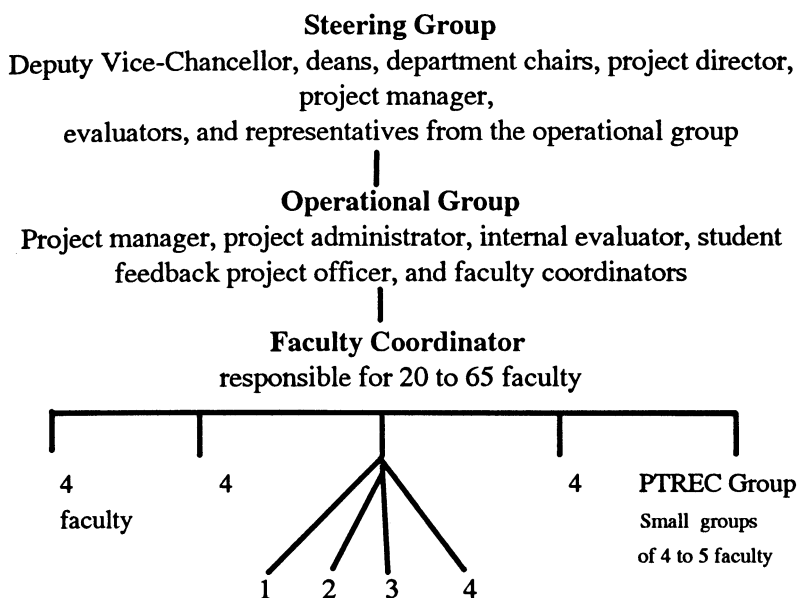 Steering Group
Deputy Vice-Chancellor, deans, department chairs, project director,
project manager,
evaluators, and representatives from the operational group
Operational Group
Project manager, project administrator, internal evaluator, student
feedback project officer, and faculty coordinators
Faculty Coordinator
responsible for 20 to 65 faculty
4 4 4 PTREC Group
faculty Small groups
of 4 to 5 faculty
1 2 3 4